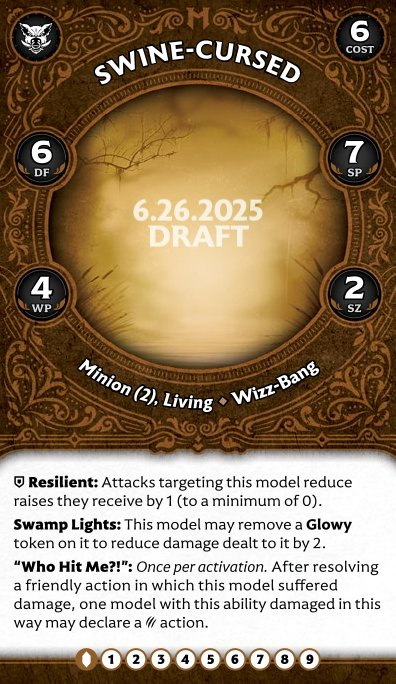 SWINE-CURSED
6
COST
6
DF
7
SP
6.26.2025
DRAFT
4
WP
2
SZ
Minion (2), Living ⬥ Wizz-Bang
Resilient: Attacks targeting this model reduce
raises they receive by 1 (to a minimum of 0).
Swamp Lights: This model may remove a Glowy
token on it to reduce damage dealt to it by 2.
“Who Hit Me?!”: Once per activation. After resolving
a friendly action in which this model suffered
damage, one model with this ability damaged in this
way may declare a action.
1 2 3 4 5 6 7 8 9